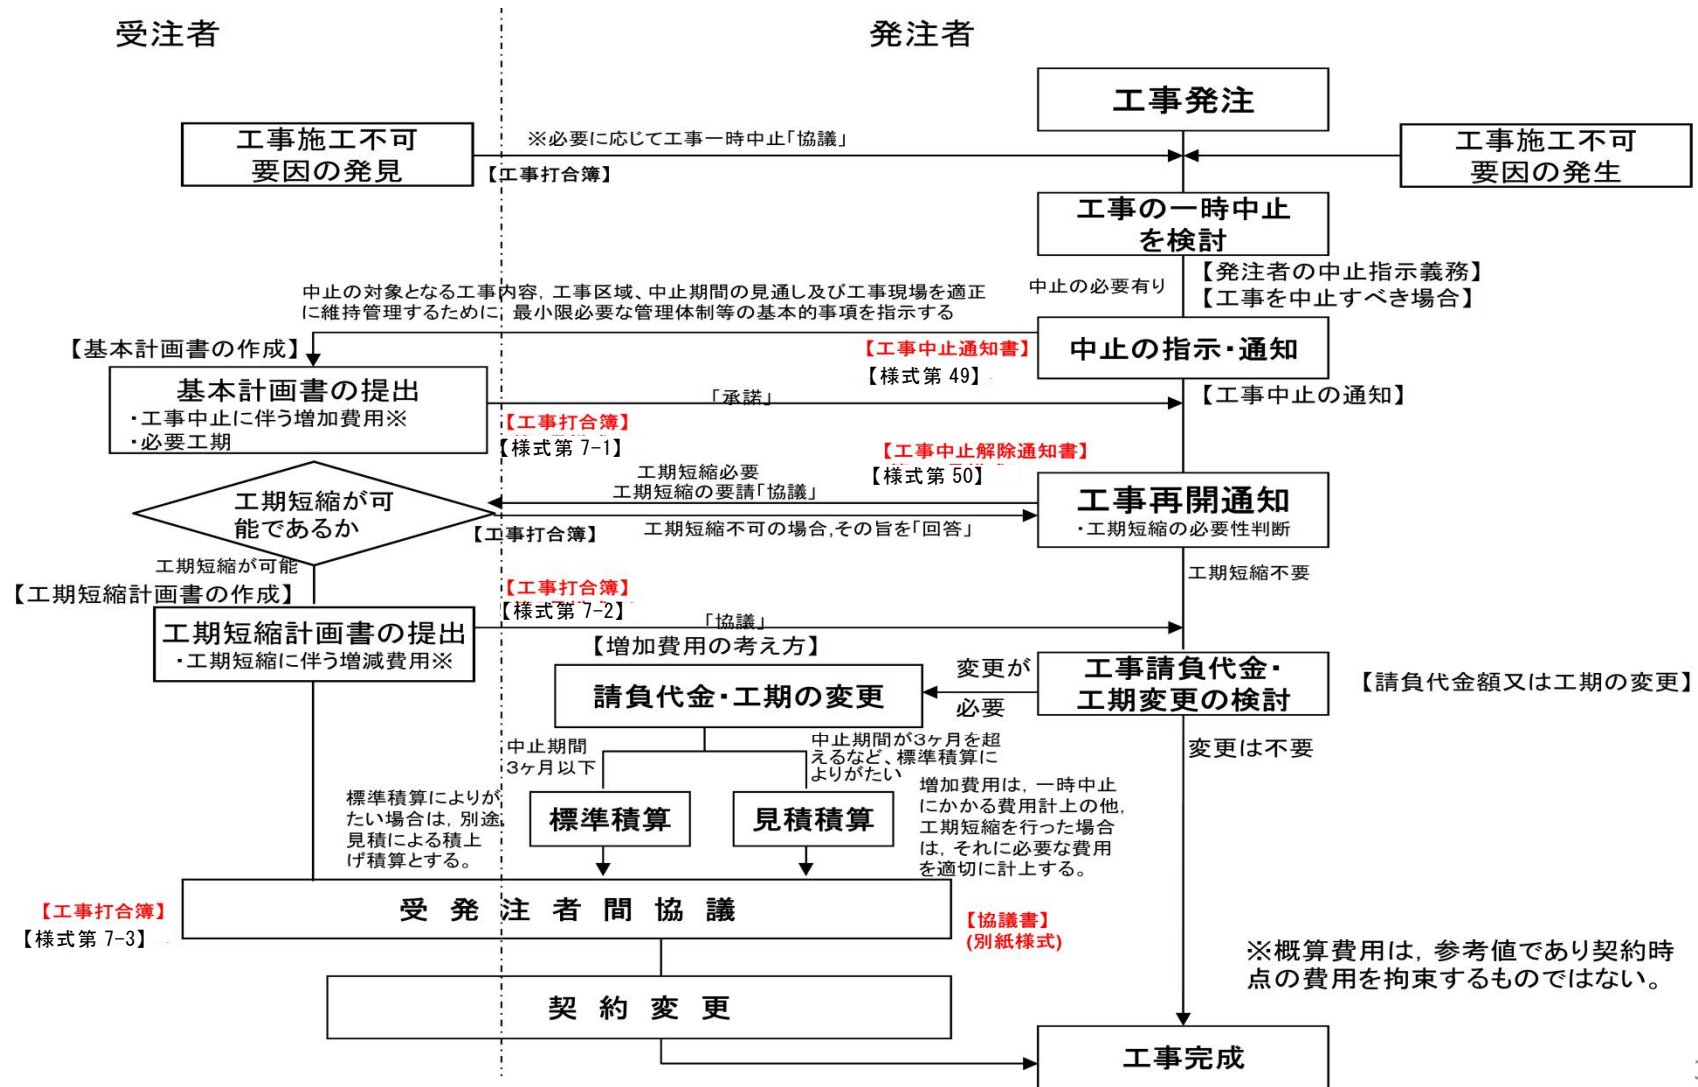 受注者
発注者
工事発注
工事施工不可
要因の発見
※必要に応じて工事一時中止「協議」
【工事打合簿】
工事施工不可
要因の発生
工事の一時中止
を検討
中止の必要有り
【発注者の中止指示義務】
【工事を中止すべき場合】
中止の対象となる工事内容，工事区域、中止期間の見通し及び工事現場を適正
に維持管理するために，最小限必要な管理体制等の基本的事項を指示する
中止の指示・通知
【工事中止通知書】
【様式第 49】
【工事中止の通知】
【基本計画書の作成】
基本計画書の提出
・工事中止に伴う増加費用※
・必要工期
「承諾」
【工事打合簿】
【様式第 7-1】
【工事中止解除通知書】
【様式第 50】
工期短縮必要
工期短縮の要請「協議」
工事再開通知
・工期短縮の必要性判断
工期短縮が可
能であるか
【工事打合簿】
工期短縮不可の場合,その旨を「回答」
工期短縮が可能
工期短縮不要
【工期短縮計画書の作成】
【工事打合簿】
【様式第 7-2】
工期短縮計画書の提出
・工期短縮に伴う増減費用※
「協議」
【増加費用の考え方】
請負代金・工期の変更
変更が
必要
工事請負代金・
工期変更の検討
【請負代金額又は工期の変更】
変更は不要
中止期間
3ヶ月以下
中止期間が3ヶ月を超
えるなど、標準積算に
よりがたい
標準積算
見積積算
標準積算によりが
たい場合は，別途，
見積による積上
げ積算とする。
増加費用は，一時中止
にかかる費用計上の他，
工期短縮を行った場合
は，それに必要な費用
を適切に計上する。
受発注者間協議
【工事打合簿】
【様式第 7-3】
【協議書】
(別紙様式)
契約変更
※概算費用は，参考値であり契約時
点の費用を拘束するものではない。
工事完成